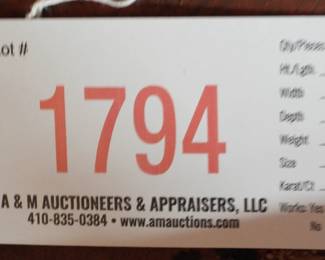 Lot #
1794
A & M AUCTIONEERS & APPRAISERS, LLC
410-835-0384 • www.amauctions.com
Qty/Pieces
Ht./Lgth.
Width
Depth
Weight
Size
Karat/Ct
Works: Yes
No